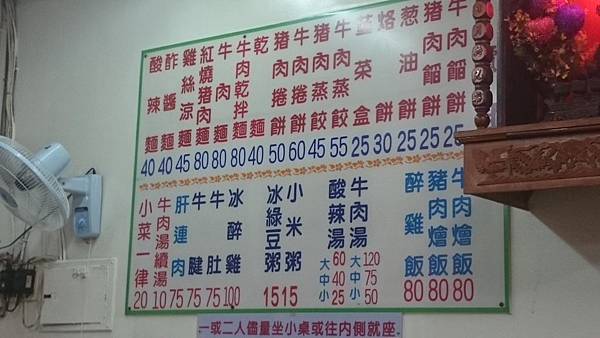 牛肉餡餅 25
豬肉餡餅 25
葱油餅 25
烙餅 30
韮菜盒 25
牛肉蒸餃 55
豬肉蒸餃 45
牛肉捲餅 60
豬肉捲餅 50
乾麵 40
牛肉乾拌麵 80
牛肉麵 80
紅燒豬肉麵 80
雞絲涼麵 45
酢醬麵 40
酸辣麵 40
牛肉燴飯 80
豬肉燴飯 80
醉雞飯 80
牛肉湯 大120 中75 小50
酸辣湯 大60 中40 小25
小米粥 15
冰綠豆粥 15
冰醉雞 100
牛肚 75
牛腱 75
肝連肉 75
牛肉湯續湯 10
小菜一律 20
一或二人儘量坐小桌或往內側就座.